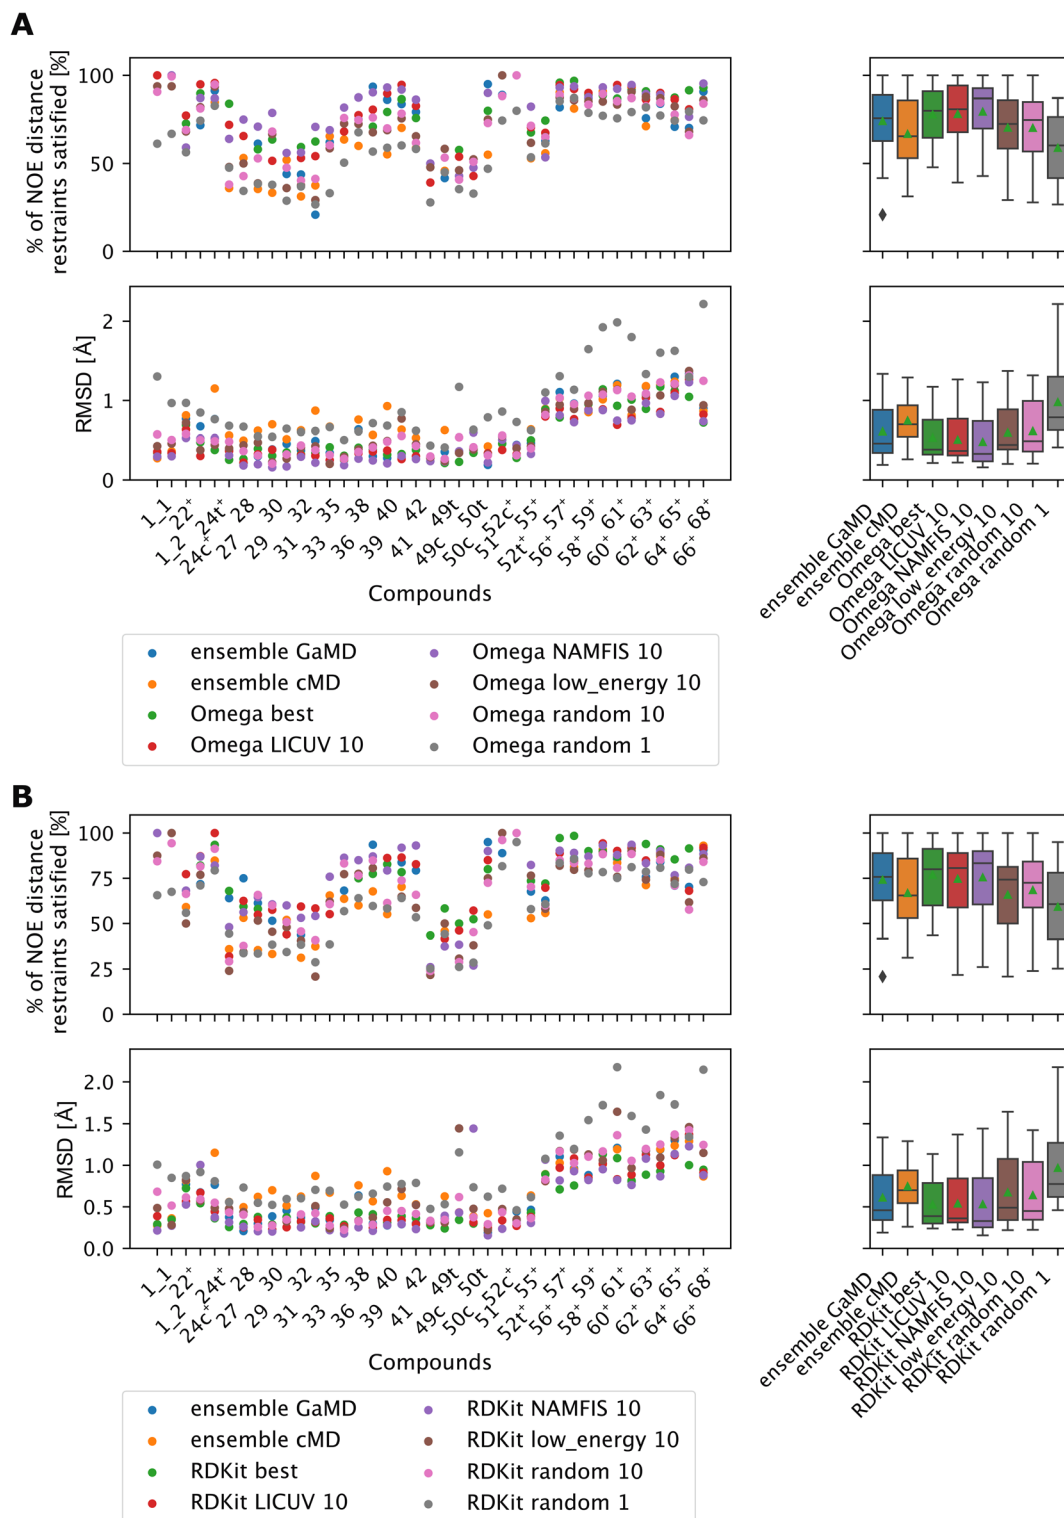 A
% of NOE distance
restraints satisfied [%]
100
50
0
RMSD [Å]
2
1
0
1_1
1_2
22⁺
24c⁺
24t⁺
27
28
29
30
31
32
33
35
36
38
39
40
41
42
49c
49t
50c
50t
51
52c⁺
52t⁺
55⁺
56⁺
57⁺
58⁺
59⁺
60⁺
61⁺
62⁺
63⁺
64⁺
65⁺
66⁺
68⁺
Compounds
ensemble GaMD
ensemble cMD
Omega best
Omega LICUV 10
Omega NAMFIS 10
Omega low_energy 10
Omega random 10
Omega random 1
ensemble GaMD
ensemble cMD
Omega best
Omega LICUV 10
Omega NAMFIS 10
Omega low_energy 10
Omega random 10
Omega random 1
B
% of NOE distance
restraints satisfied [%]
100
75
50
25
0
RMSD [Å]
2.0
1.5
1.0
0.5
0.0
1_1
1_2
22⁺
24c⁺
24t⁺
27
28
29
30
31
32
33
35
36
38
39
40
41
42
49c
49t
50c
50t
51
52c⁺
52t⁺
55⁺
56⁺
57⁺
58⁺
59⁺
60⁺
61⁺
62⁺
63⁺
64⁺
65⁺
66⁺
68⁺
Compounds
ensemble GaMD
ensemble cMD
RDKit best
RDKit LICUV 10
RDKit NAMFIS 10
RDKit low_energy 10
RDKit random 10
RDKit random 1
ensemble GaMD
ensemble cMD
RDKit best
RDKit LICUV 10
RDKit NAMFIS 10
RDKit low_energy 10
RDKit random 10
RDKit random 1